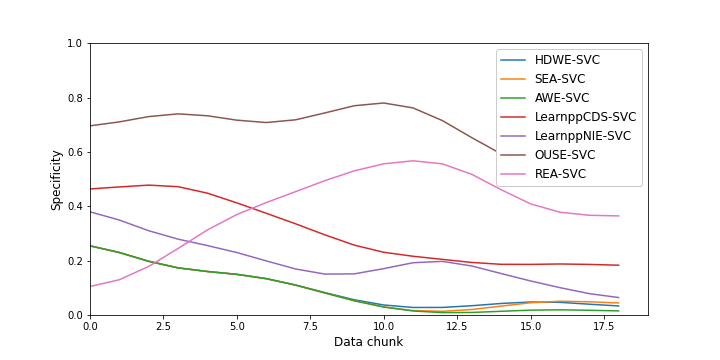 1.0
0.8
0.6
0.4
0.2
0.0
Specificity
0.0 2.5 5.0 7.5 10.0 12.5 15.0 17.5
Data chunk
HDWE-SVC
SEA-SVC
AWE-SVC
LearnppCDS-SVC
LearnppNIE-SVC
OUSE-SVC
REA-SVC